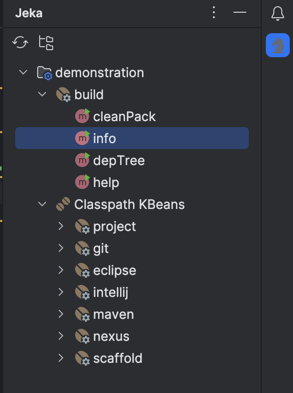 Jeka
demonstration
build
m cleanPack
m info
m depTree
m help
Classpath KBeans
project
git
eclipse
intellij
maven
nexus
scaffold